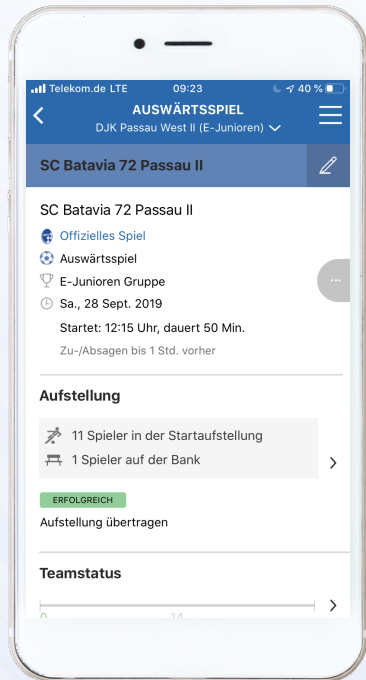 Telekom.de LTE 09:23 40 %
AUSWÄRTSSPIEL
DJK Passau West II (E-Junioren)
SC Batavia 72 Passau II
SC Batavia 72 Passau II
Offizielles Spiel
Auswärtsspiel
E-Junioren Gruppe
Sa., 28 Sept. 2019
Startet: 12:15 Uhr, dauert 50 Min.
Zu-/Absagen bis 1 Std. vorher
Aufstellung
11 Spieler in der Startaufstellung
1 Spieler auf der Bank
ERFOLGREICH
Aufstellung übertragen
Teamstatus
0 14